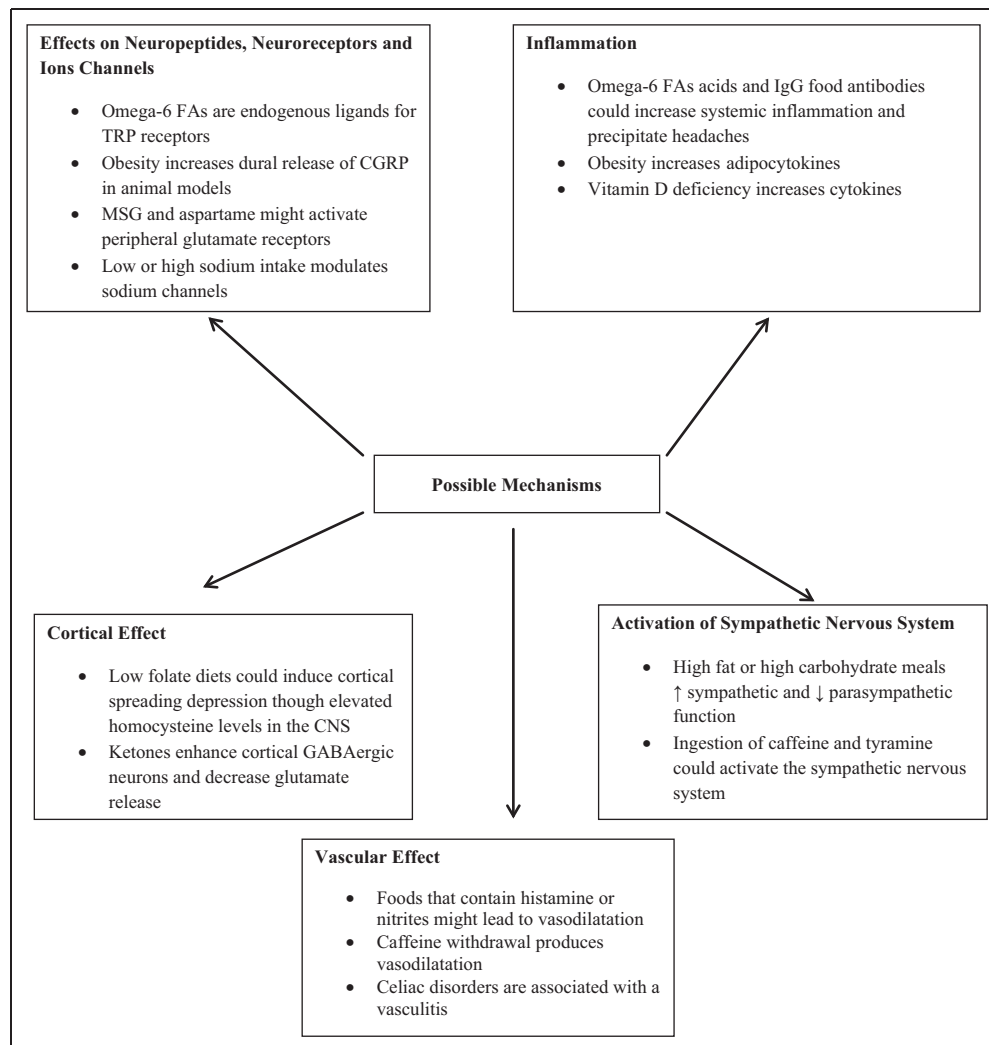 Effects on Neuropeptides, Neuroreceptors and
Ions Channels
• Omega-6 FAs are endogenous ligands for
TRP receptors
• Obesity increases dural release of CGRP
in animal models
• MSG and aspartame might activate
peripheral glutamate receptors
• Low or high sodium intake modulates
sodium channels
Inflammation
• Omega-6 FAs acids and IgG food antibodies
could increase systemic inflammation and
precipitate headaches
• Obesity increases adipocytokines
• Vitamin D deficiency increases cytokines
Possible Mechanisms
Cortical Effect
• Low folate diets could induce cortical
spreading depression though elevated
homocysteine levels in the CNS
• Ketones enhance cortical GABAergic
neurons and decrease glutamate
release
Activation of Sympathetic Nervous System
• High fat or high carbohydrate meals
↑ sympathetic and ↓ parasympathetic
function
• Ingestion of caffeine and tyramine
could activate the sympathetic nervous
system
Vascular Effect
• Foods that contain histamine or
nitrites might lead to vasodilatation
• Caffeine withdrawal produces
vasodilatation
• Celiac disorders are associated with a
vasculitis